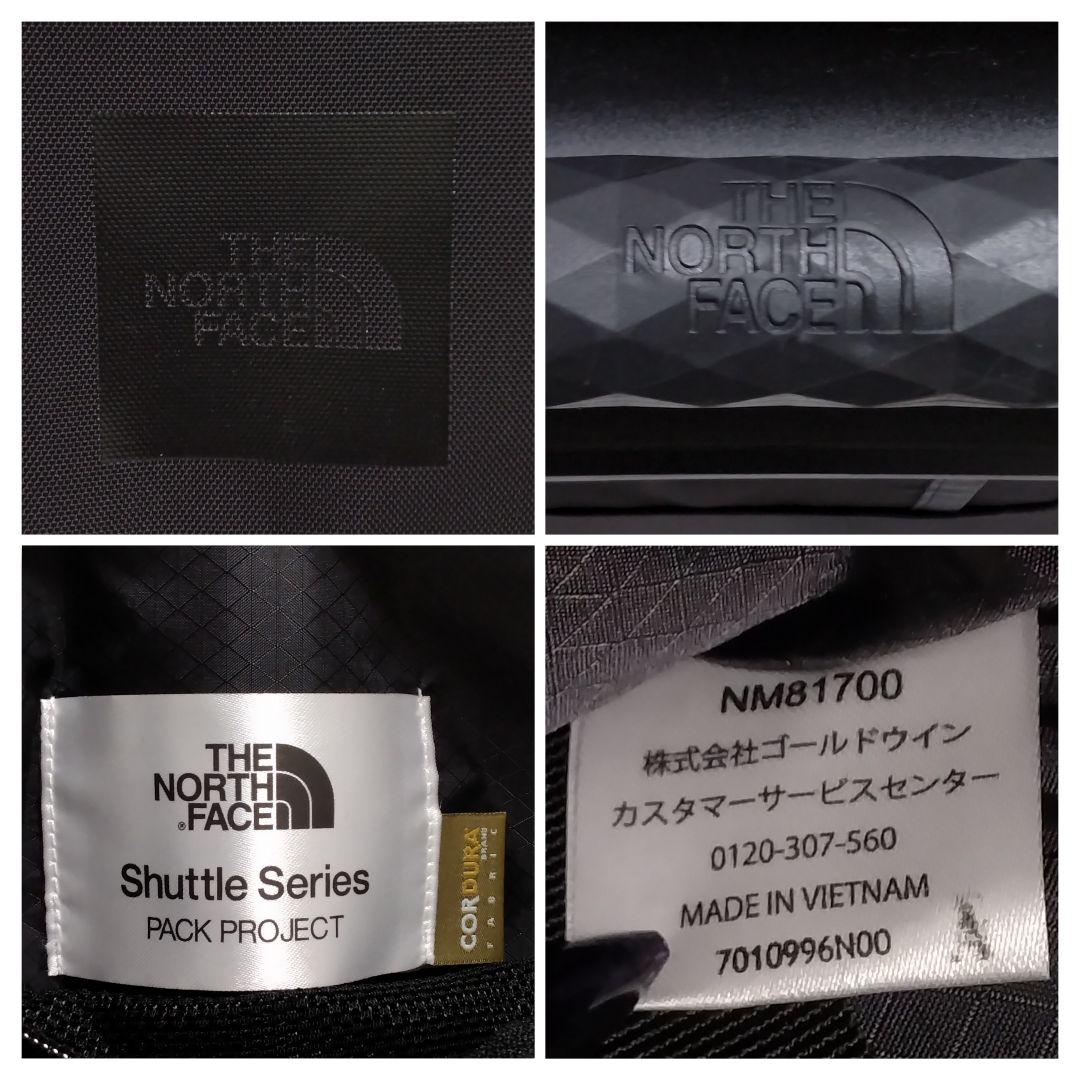 THE
NORTH
FACE
THE
NORTH
FACE
THE
NORTH
®FACE
Shuttle Series
PACK PROJECT
CORDURA®
BRAND
FABRIC
NM81700
株式会社ゴールドウイン
カスタマーサービスセンター
0120-307-560
MADE IN VIETNAM
7010996N00